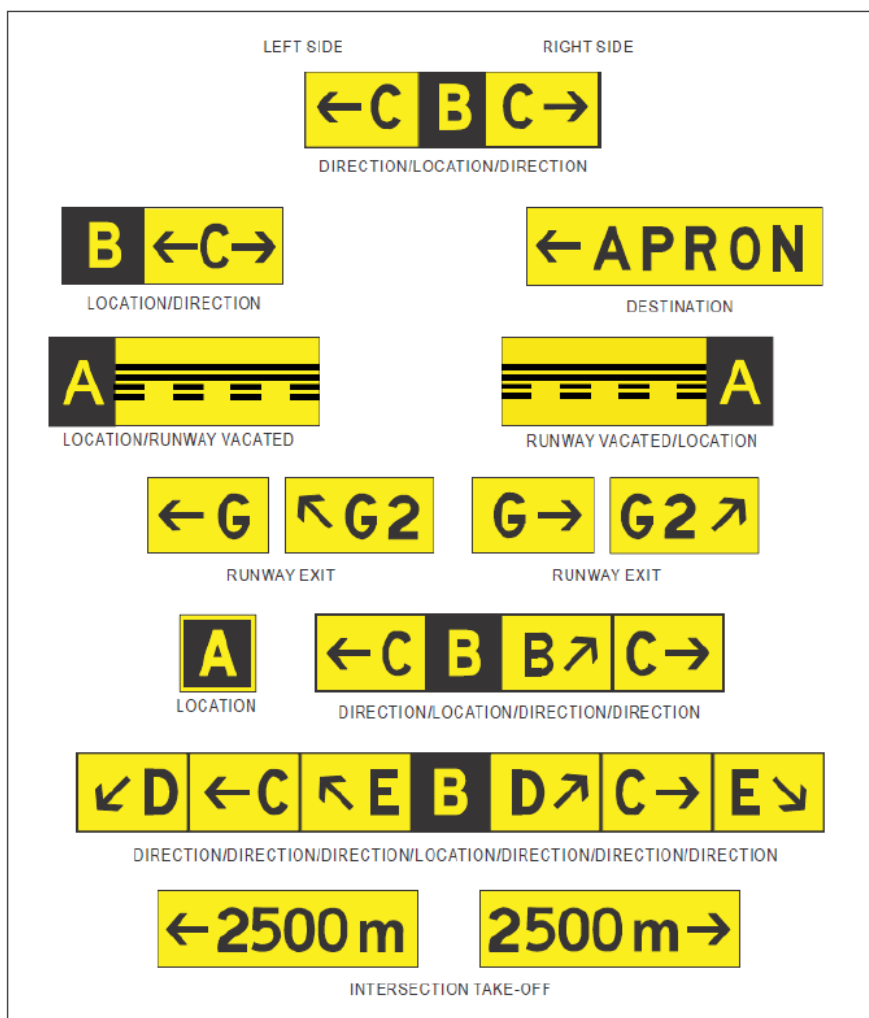 LEFT SIDE RIGHT SIDE
←C B C→
DIRECTION/LOCATION/DIRECTION
B ←C→
←APRON
LOCATION/DIRECTION
DESTINATION
A
A
LOCATION/RUNWAY VACATED
RUNWAY VACATED/LOCATION
←G ↖G2 G→ G2↗
RUNWAY EXIT RUNWAY EXIT
A
←C B B↗ C→
LOCATION
DIRECTION/LOCATION/DIRECTION/DIRECTION
↙D ←C ↖E B D↗ C→ E↘
DIRECTION/DIRECTION/DIRECTION/LOCATION/DIRECTION/DIRECTION/DIRECTION
←2500 m 2500 m→
INTERSECTION TAKE-OFF